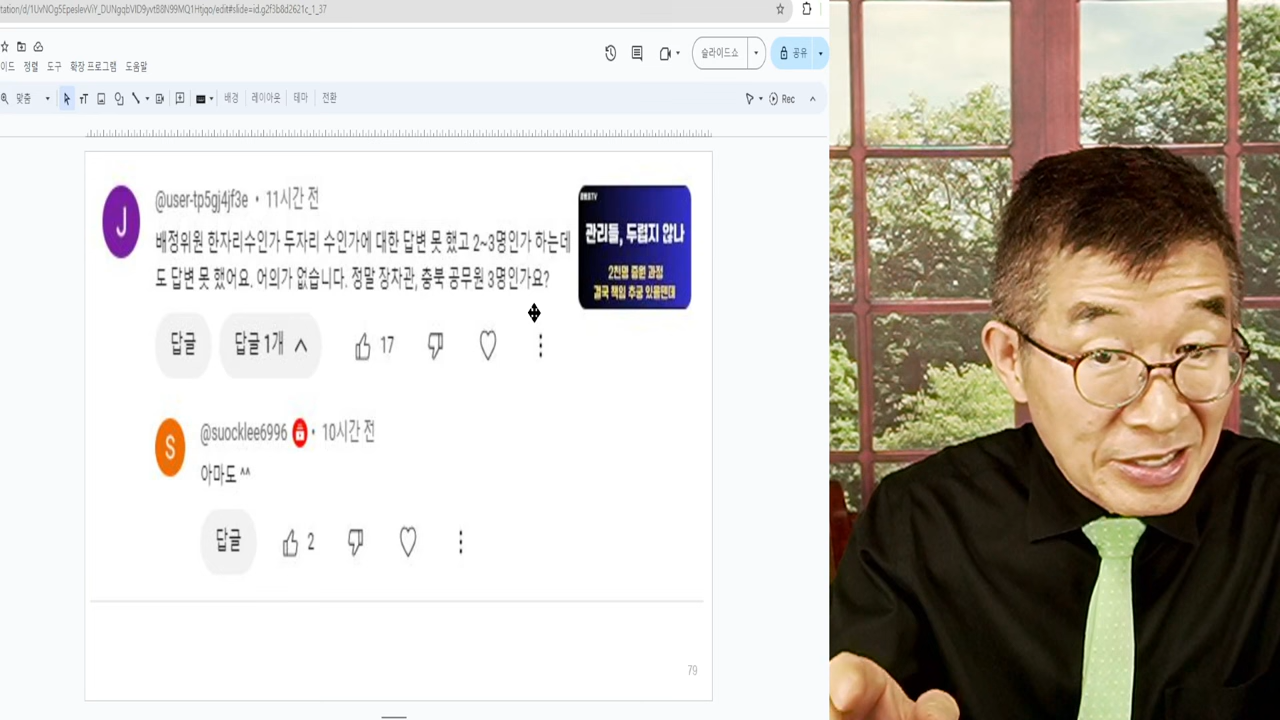 tation/d/1UvNOg5EpeslevViY_DUNgqbVlD9yvtB8N99MQ1Htjqo/edit#slide=id.g2f3b8d2621c_1_37
이드 정렬 도구 확장 프로그램 도움말
슬라이드쇼
공유
맞춤
배경 레이아웃 테마 전환
Rec
@user-tp5gj4jf3e • 11시간 전
배정위원 한자리수인가 두자리 수인가에 대한 답변 못 했고 2~3명인가 하는데
도 답변 못 했어요. 어의가 없습니다. 정말 장차관, 충북 공무원 3명인가요?
관리들, 두렵지 않나
2천명 증원 과정
결국 책임 추궁 있을텐데
답글 답글 1개 17
J
S
@suocklee6996 • 10시간 전
아마도 ^^
답글 2
79